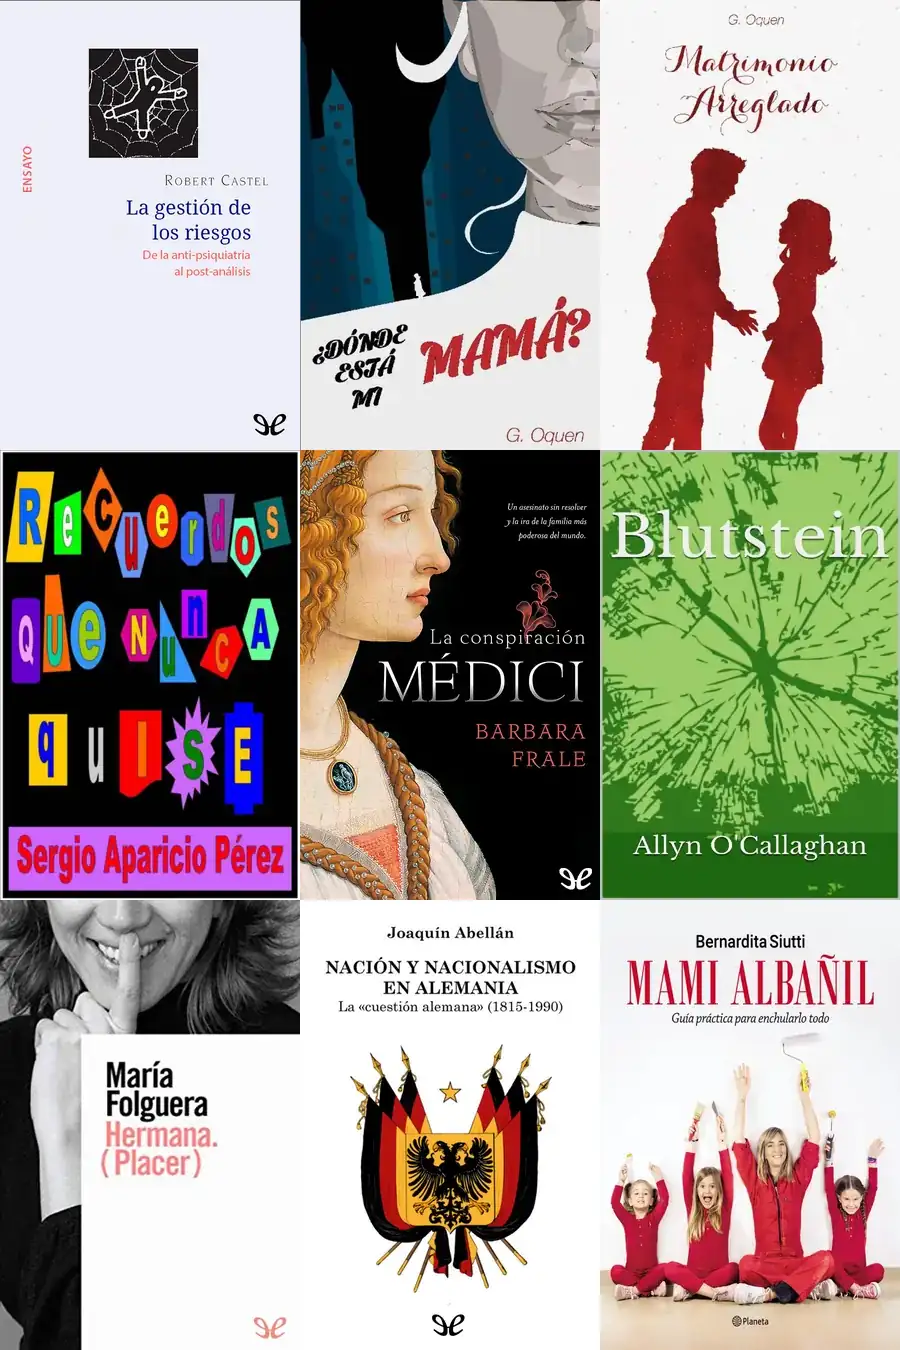 ENSAYO
ROBERT CASTEL
La gestión de
los riesgos
De la anti-psiquiatría
al post-análisis
¿DÓNDE
ESTÁ
MI
MAMÁ?
G. Oquen
G. Oquen
Matrimonio
Arreglado
Recuerdos
QUe NUnca
quISE
Sergio Aparicio Pérez
Un asesinato sin resolver
y la ira de la familia más
poderosa del mundo.
La conspiración
MÉDICI
BARBARA
FRALE
Blutstein
Allyn O'Callaghan
María
Folguera
Hermana.
(Placer)
Joaquín Abellán
NACIÓN Y NACIONALISMO
EN ALEMANIA
La «cuestión alemana» (1815-1990)
Bernardita Siutti
MAMI ALBAÑIL
Guía práctica para enchularlo todo
Planeta